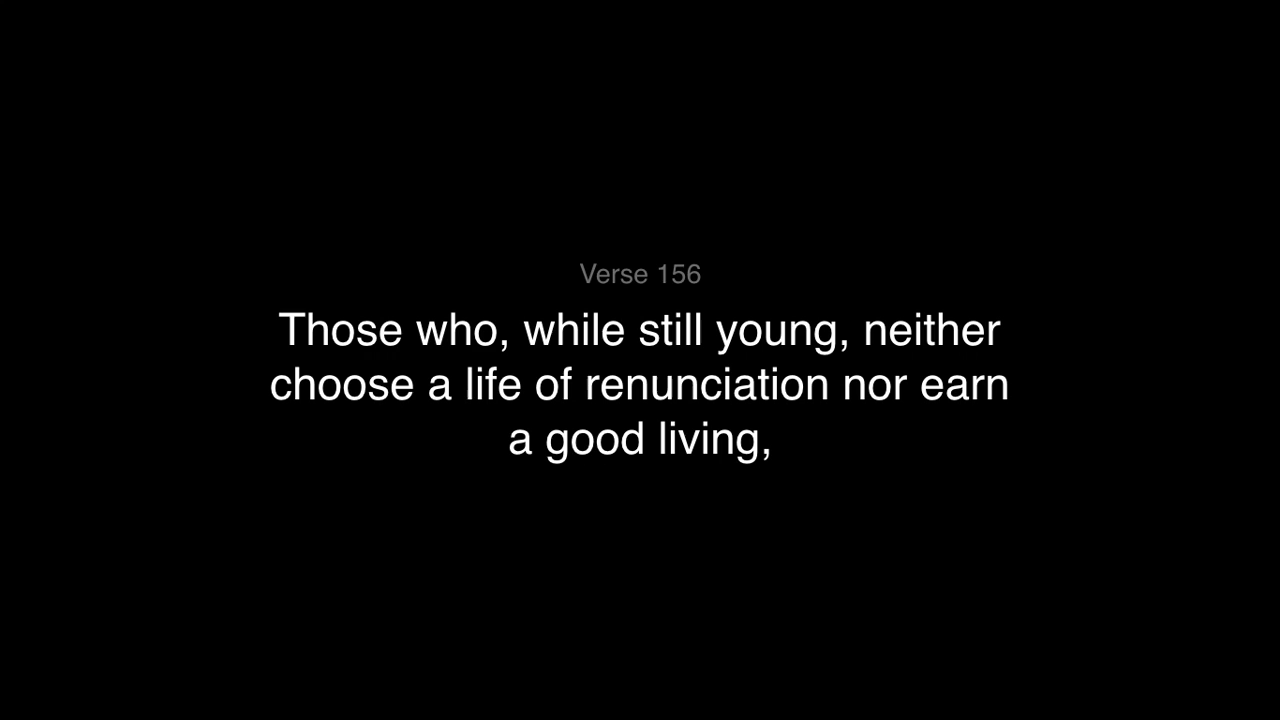 Verse 156
Those who, while still young, neither
choose a life of renunciation nor earn
a good living,